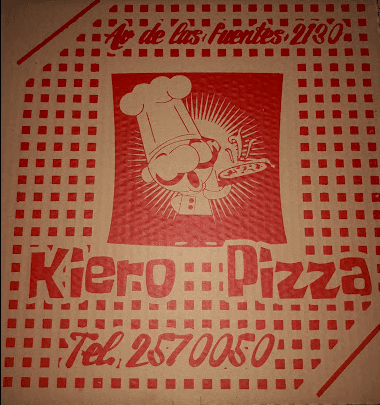 Av de las Fuentes 2130
Kiero Pizza
Tel. 2570050